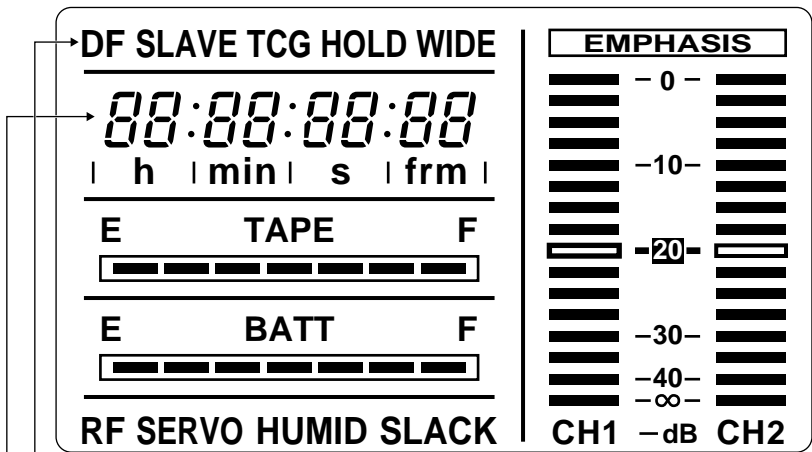 DF SLAVE TCG HOLD WIDE
88:88:88:88
h min s frm
E TAPE F
E BATT F
RF SERVO HUMID SLACK
EMPHASIS
– 0 –
–10–
–20–
–30–
–40–
–∞–
CH1 –dB CH2